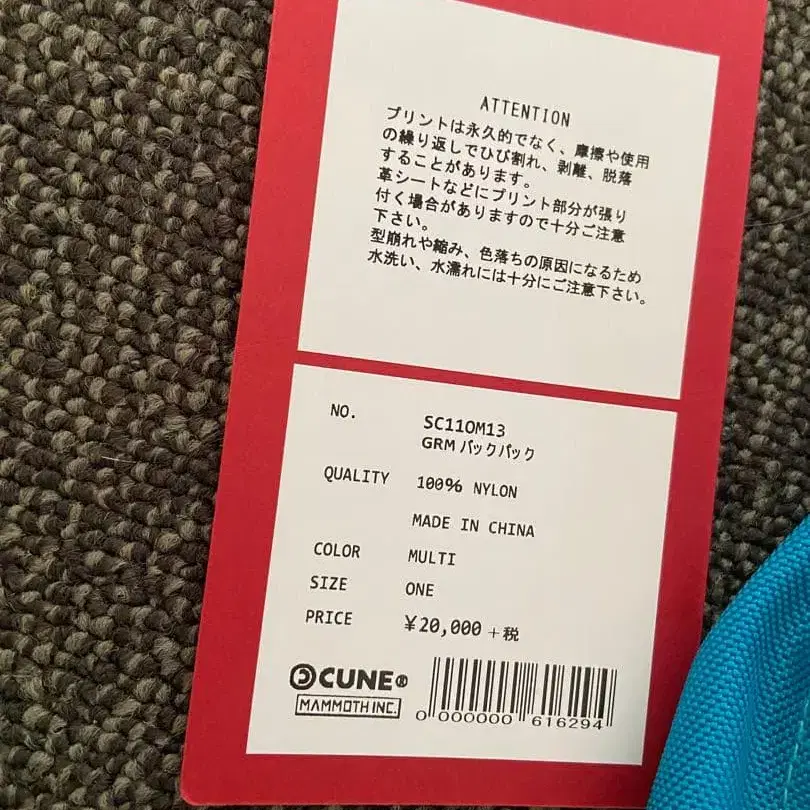 ATTENTION
プリントは永久的でなく、摩擦や使用
の繰り返しでひび割れ、剥離、脱落
することがあります。
革シートなどにプリント部分が張り
付く場合がありますので十分ご注意
下さい。
型崩れや縮み、色落ちの原因になるため
水洗い、水濡れには十分にご注意下さい。
NO. SC110M13
GRM バックパック
QUALITY 100% NYLON
MADE IN CHINA
COLOR MULTI
SIZE ONE
PRICE ¥20,000 +税
CUNE®
MAMMOTH INC.
0 000000 616294